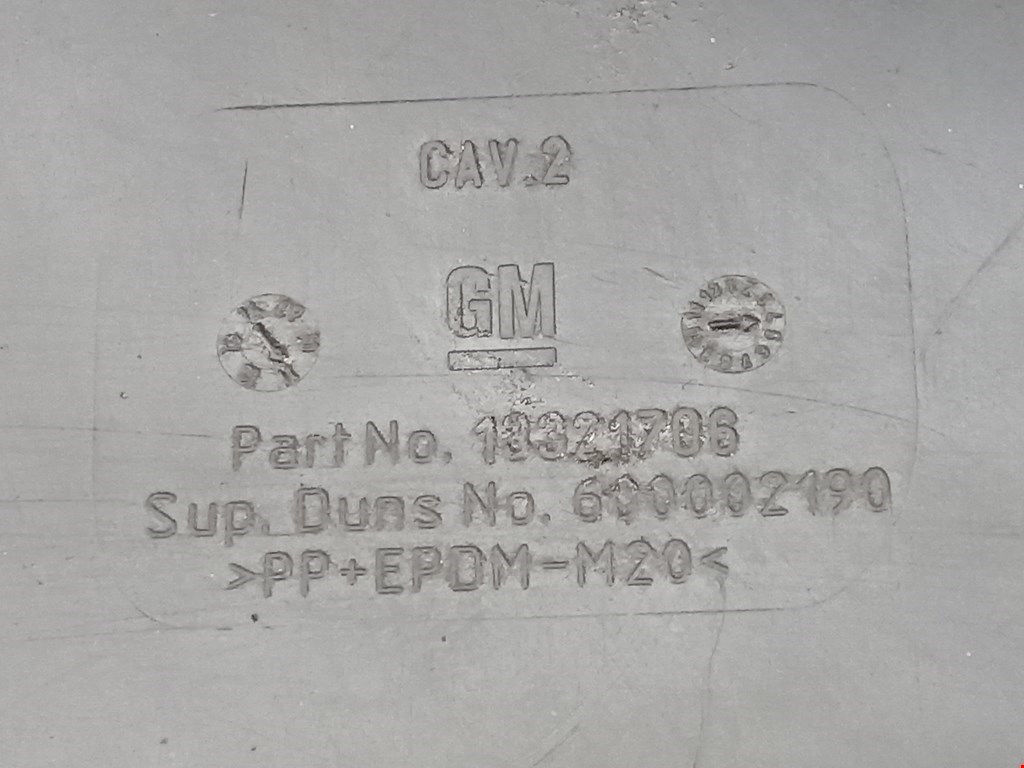 CAV.2
GM
Part No. 13321706
Sup. Duns No. 600002190
>PP+EPDM-M20<